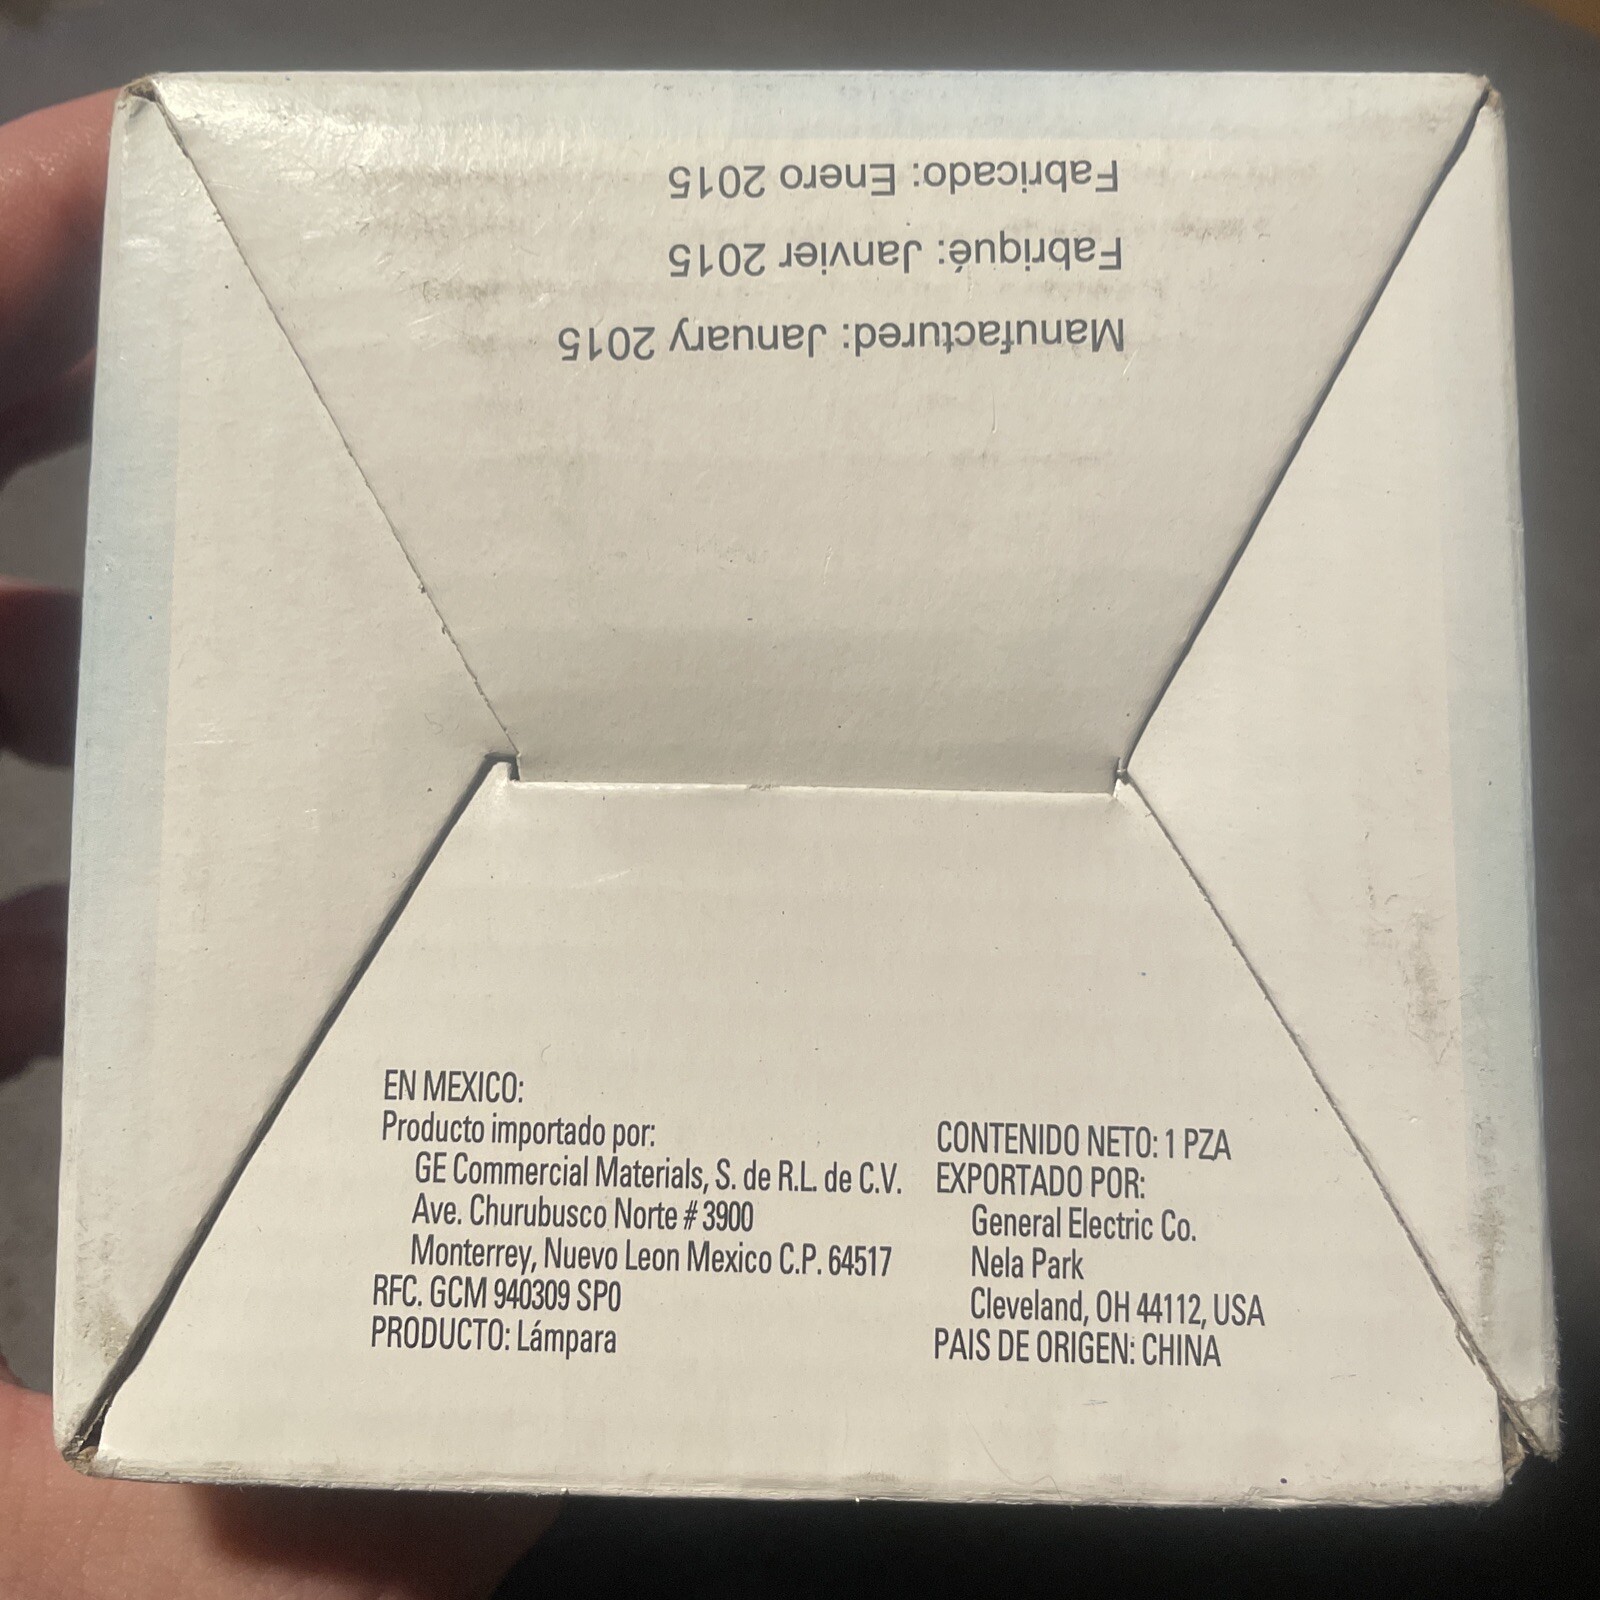 Manufactured: January 2015
Fabriqué: Janvier 2015
Fabricado: Enero 2015
EN MEXICO:
Producto importado por:
GE Commercial Materials, S. de R.L. de C.V.
Ave. Churubusco Norte # 3900
Monterrey, Nuevo Leon Mexico C.P. 64517
RFC. GCM 940309 SP0
PRODUCTO: Lámpara
CONTENIDO NETO: 1 PZA
EXPORTADO POR:
General Electric Co.
Nela Park
Cleveland, OH 44112, USA
PAIS DE ORIGEN: CHINA